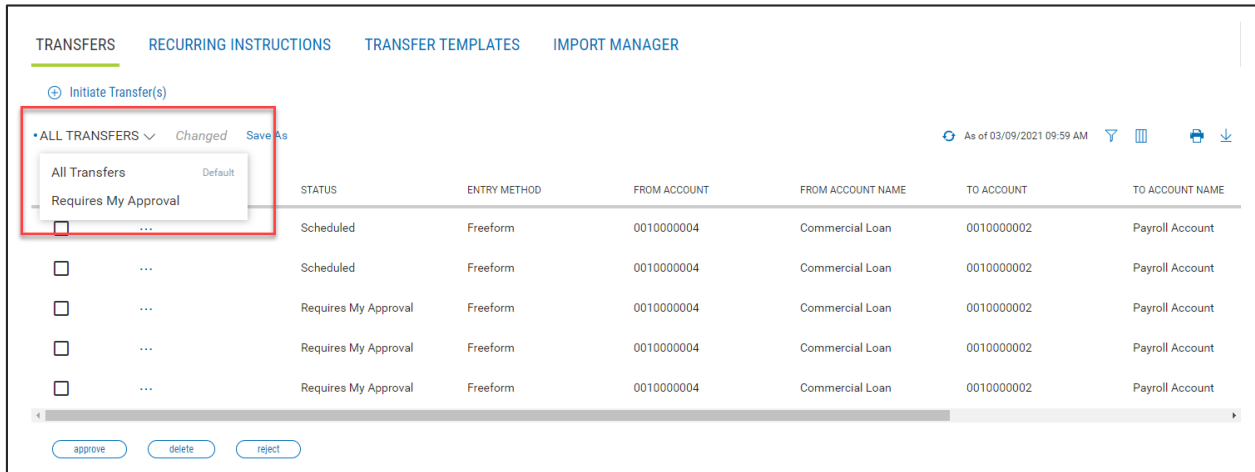 TRANSFERS RECURRING INSTRUCTIONS TRANSFER TEMPLATES IMPORT MANAGER
Initiate Transfer(s)
ALL TRANSFERS Changed Save As As of 03/09/2021 09:59 AM
All Transfers Default
Requires My Approval
STATUS ENTRY METHOD FROM ACCOUNT FROM ACCOUNT NAME TO ACCOUNT TO ACCOUNT NAME
... Scheduled Freeform 0010000004 Commercial Loan 0010000002 Payroll Account
... Scheduled Freeform 0010000004 Commercial Loan 0010000002 Payroll Account
... Requires My Approval Freeform 0010000004 Commercial Loan 0010000002 Payroll Account
... Requires My Approval Freeform 0010000004 Commercial Loan 0010000002 Payroll Account
... Requires My Approval Freeform 0010000004 Commercial Loan 0010000002 Payroll Account
approve delete reject